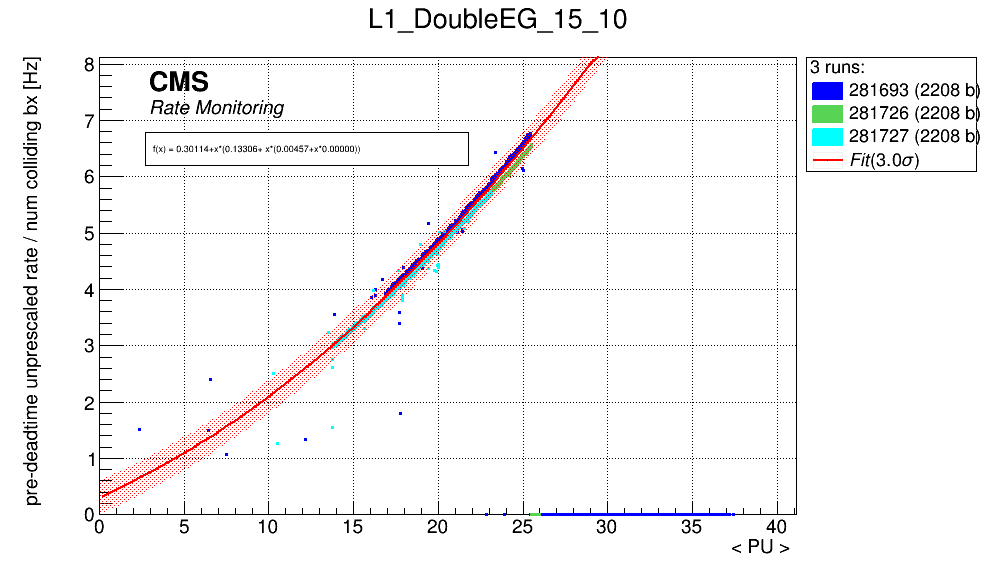 L1_DoubleEG_15_10
pre-deadtime unprescaled rate / num colliding bx [Hz]
8
7
6
5
4
3
2
1
0
CMS
Rate Monitoring
f(x) = 0.30114+x*(0.13306+ x*(0.00457+x*0.00000))
3 runs:
281693 (2208 b)
281726 (2208 b)
281727 (2208 b)
Fit(3.0σ)
0 5 10 15 20 25 30 35 40
< PU >